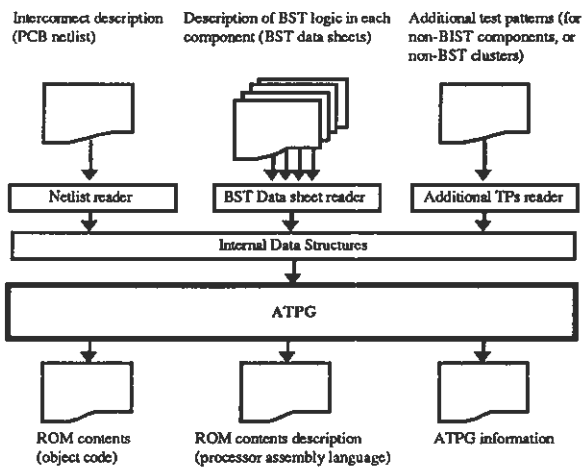 Interconnect description
(PCB netlist)
Description of BST logic in each
component (BST data sheets)
Additional test patterns (for
non-BIST components, or
non-BST clusters)
Netlist reader
BST Data sheet reader
Additional TPs reader
Internal Data Structures
ATPG
ROM contents
(object code)
ROM contents description
(processor assembly language)
ATPG information